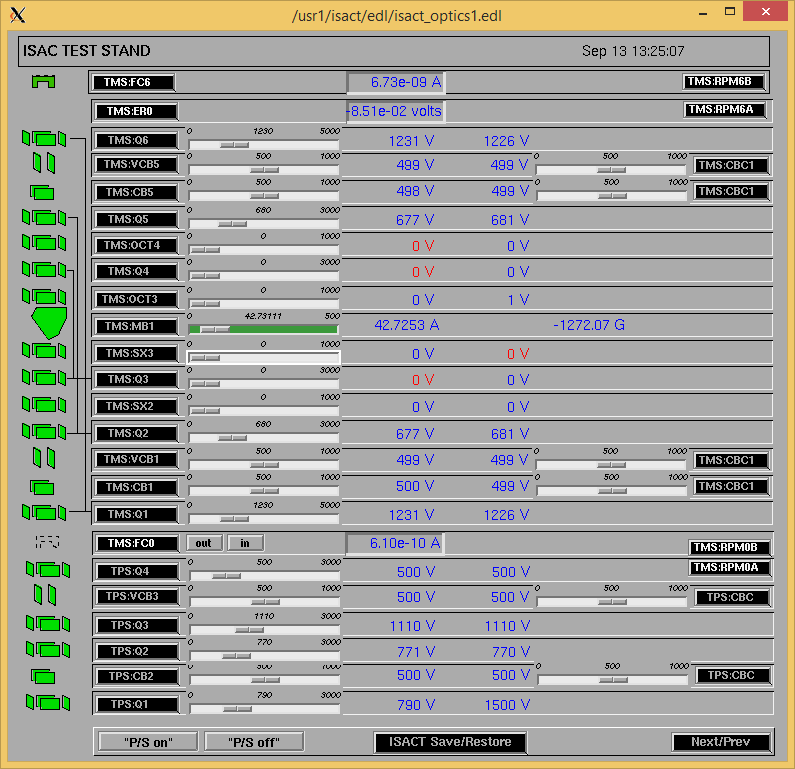 /usr1/isact/edl/isact_optics1.edl
ISAC TEST STAND Sep 13 13:25:07
TMS:FC6 6.73e-09 A TMS:RPM6B
TMS:ER0 -8.51e-02 volts TMS:RPM6A
TMS:Q6 0 1230 5000 1231 V 1226 V
TMS:VCB5 0 500 1000 499 V 499 V 0 500 1000 TMS:CBC1
TMS:CB5 0 500 1000 498 V 499 V 0 500 1000 TMS:CBC1
TMS:Q5 0 680 3000 677 V 681 V
TMS:OCT4 0 0 1000 0 V 0 V
TMS:Q4 0 0 3000 0 V 0 V
TMS:OCT3 0 0 1000 0 V 1 V
TMS:MB1 0 42.73111 500 42.7253 A -1272.07 G
TMS:SX3 0 0 1000 0 V 0 V
TMS:Q3 0 0 3000 0 V 0 V
TMS:SX2 0 0 1000 0 V 0 V
TMS:Q2 0 680 3000 677 V 681 V
TMS:VCB1 0 500 1000 499 V 499 V 0 500 1000 TMS:CBC1
TMS:CB1 0 500 1000 500 V 499 V 0 500 1000 TMS:CBC1
TMS:Q1 0 1230 5000 1231 V 1226 V
TMS:FC0 out in 6.10e-10 A TMS:RPM0B
TPS:Q4 0 500 3000 500 V 500 V TMS:RPM0A
TPS:VCB3 0 500 1000 500 V 500 V 0 500 1000 TPS:CBC
TPS:Q3 0 1110 3000 1110 V 1110 V
TPS:Q2 0 770 3000 771 V 770 V
TPS:CB2 0 500 1000 500 V 500 V 0 500 1000 TPS:CBC
TPS:Q1 0 790 3000 790 V 1500 V
"P/S on" "P/S off" ISACT Save/Restore Next/Prev